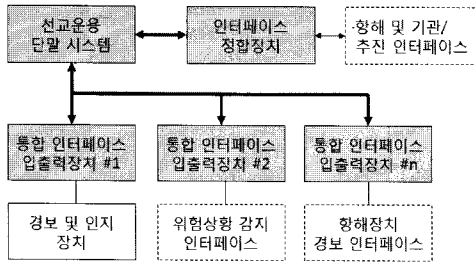 선교운용
단말 시스템
인터페이스
정합장치
항해 및 기관/
추진 인터페이스
통합 인터페이스
입출력장치 #1
통합 인터페이스
입출력장치 #2
통합 인터페이스
입출력장치 #n
경보 및 인지
장치
위험상황 감지
인터페이스
항해장치
경보 인터페이스